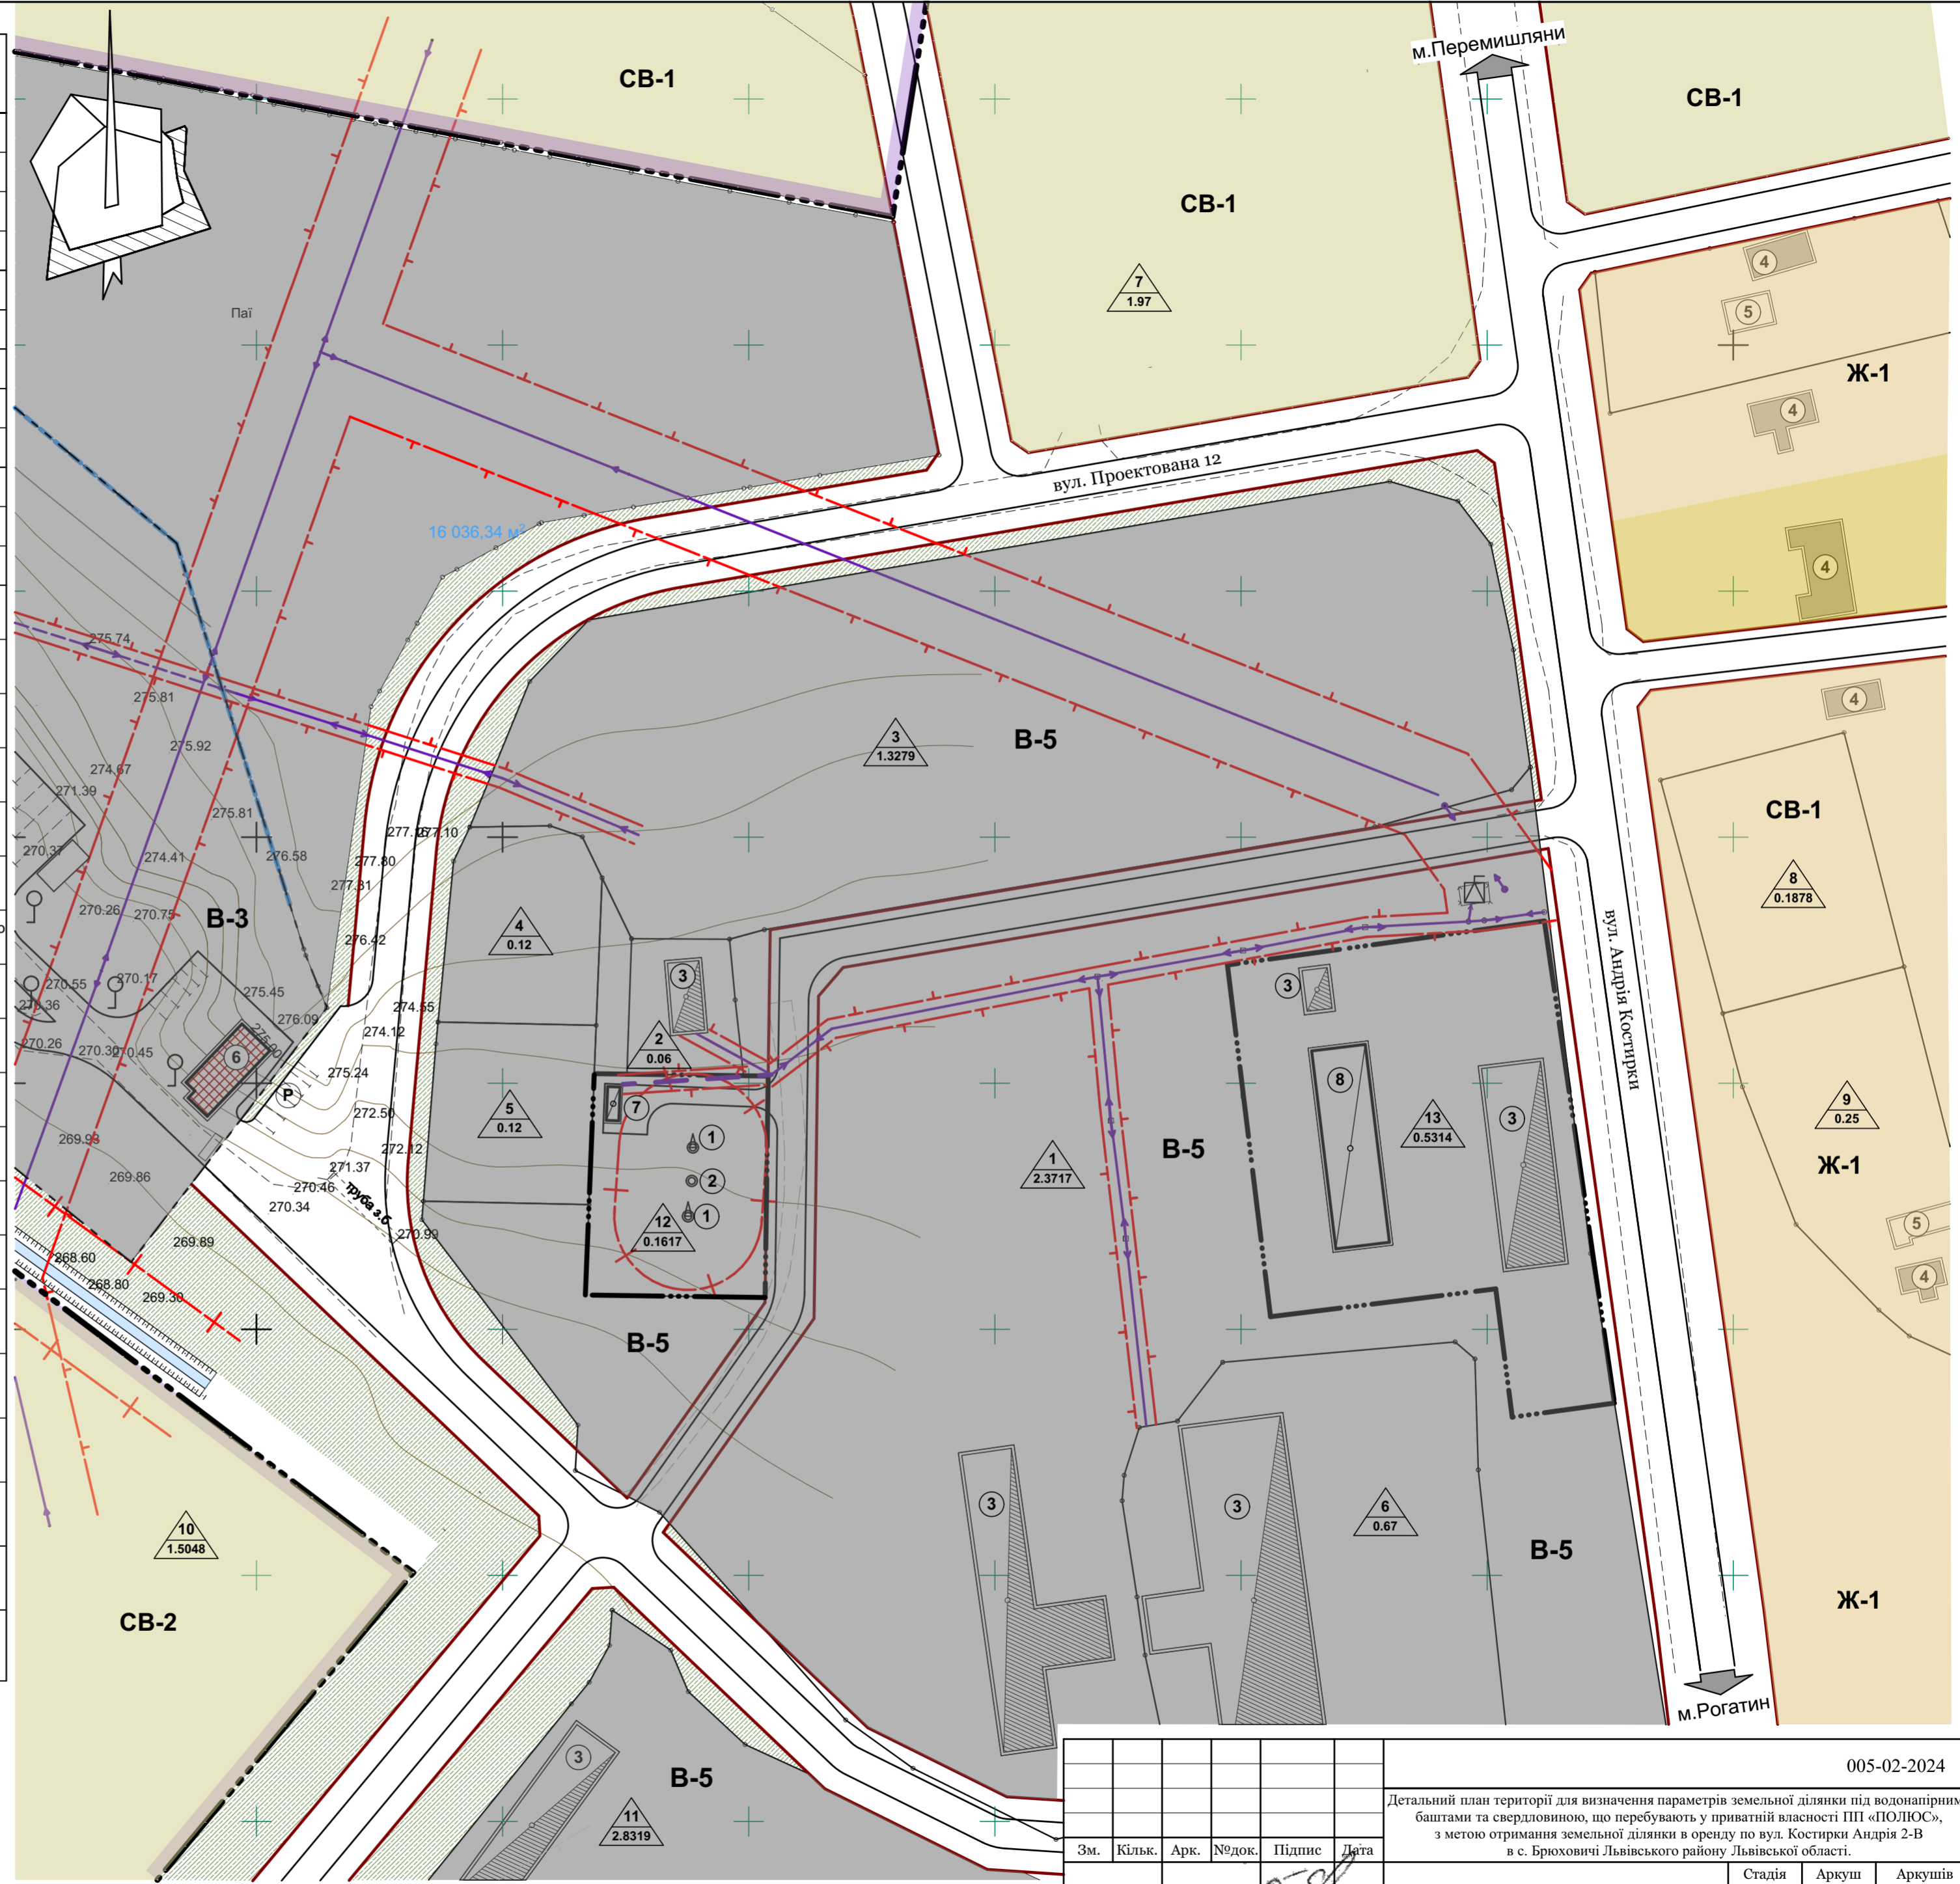 м.Перемишляни
СВ-1
СВ-1
СВ-1
7
1.97
4
5
Паї
Ж-1
4
вул. Проектована 12
16 036,34 м²
4
275.74
275.81
4
275.92
3
1.3279
В-5
274.67
271.39
275.81
СВ-1
277.10
270.37
274.41
276.58
277.80
277.31
8
0.1878
270.26
270.75
В-3
4
0.12
276.42
вул. Андрія Костирки
3
3
270.55
270.17
275.45
274.55
276.09
274.12
270.26
270.45
6
2
0.06
275.24
Р
8
5
0.12
7
272.50
13
0.5314
3
9
0.25
1
269.93
272.12
В-5
Ж-1
1
2.3717
271.37
269.86
270.46
труба з.б
2
270.34
1
12
0.1617
5
270.99
269.89
268.60
4
268.80
269.30
В-5
3
3
6
0.67
10
1.5048
В-5
СВ-2
Ж-1
м.Рогатин
3
В-5
11
2.8319
005-02-2024
Детальний план території для визначення параметрів земельної ділянки під водонапірним
баштами та свердловиною, що перебувають у приватній власності ПП «ПОЛЮС»,
з метою отримання земельної ділянки в оренду по вул. Костирки Андрія 2-В
в с. Брюховичі Львівського району Львівської області.
Зм. Кільк. Арк. №док. Підпис Дата
Стадія Аркуш Аркушів